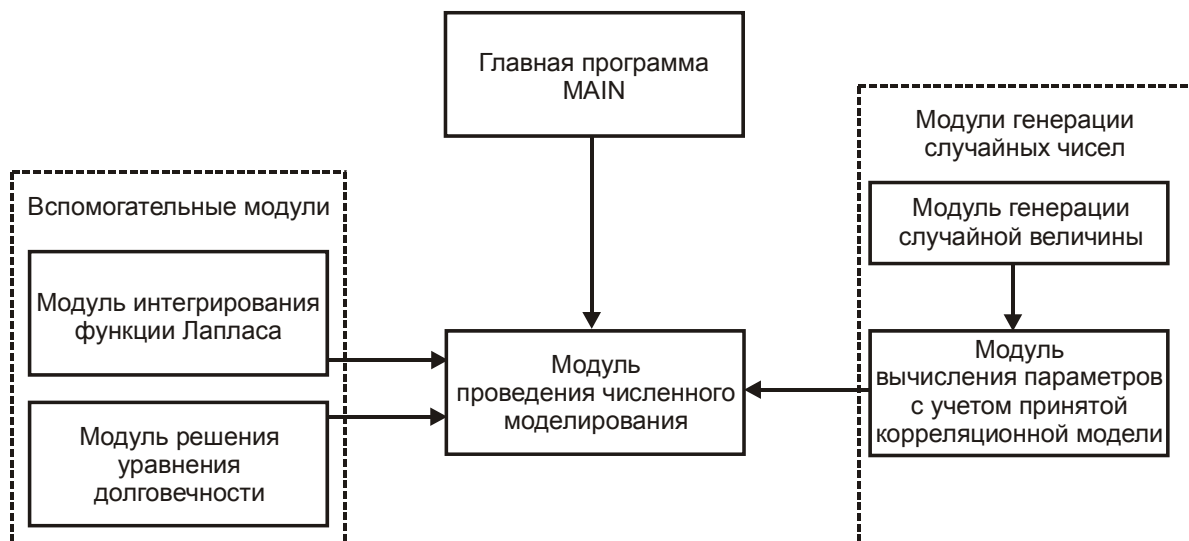 Главная программа
MAIN
Вспомогательные модули
Модуль интегрирования
функции Лапласа
Модуль решения
уравнения
долговечности
Модуль
проведения численного
моделирования
Модули генерации
случайных чисел
Модуль генерации
случайной величины
Модуль
вычисления параметров
с учетом принятой
корреляционной модели